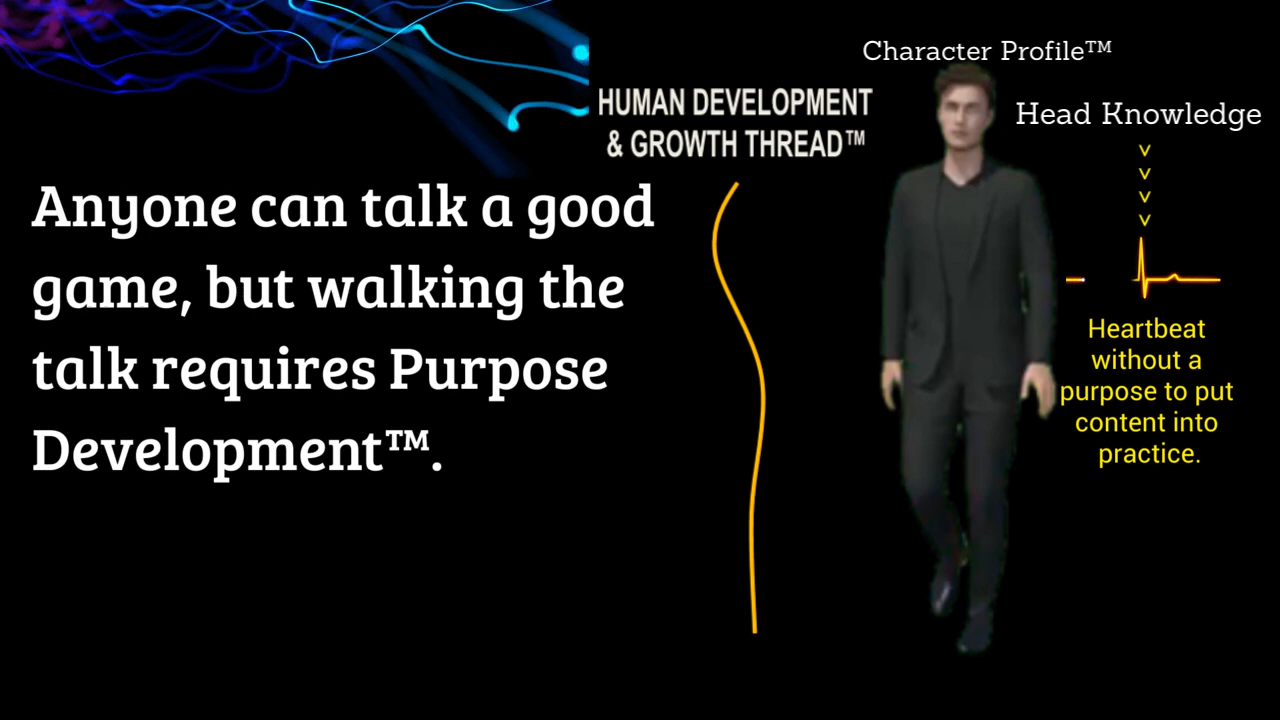 Character Profile™
HUMAN DEVELOPMENT
& GROWTH THREAD™
Head Knowledge
Anyone can talk a good
game, but walking the
talk requires Purpose
Development™.
Heartbeat
without a
purpose to put
content into
practice.